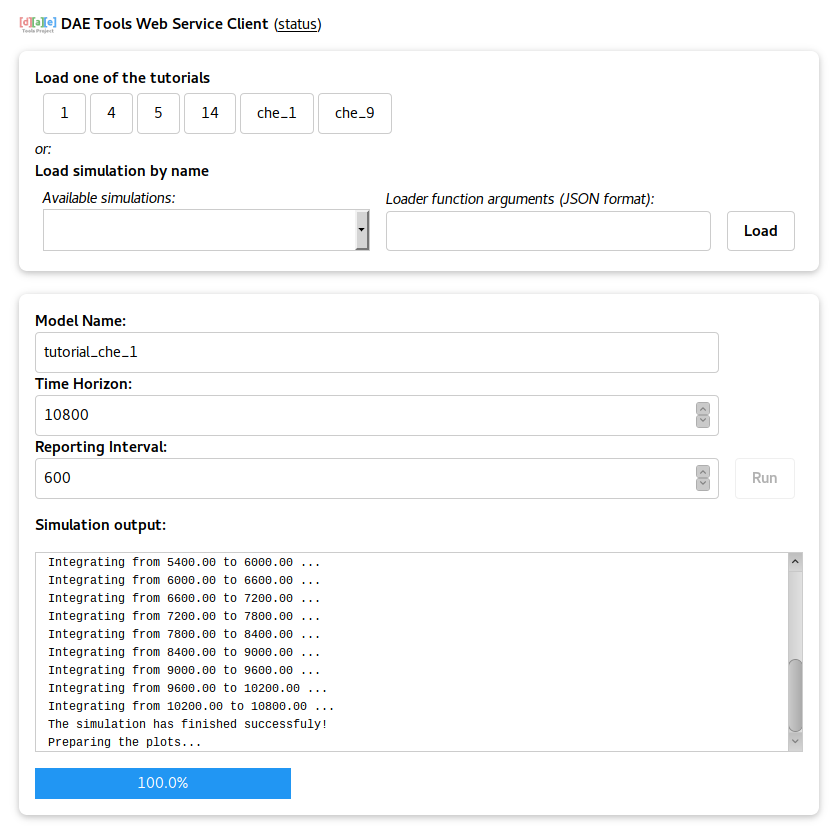 [d][a][e] DAE Tools Web Service Client (status)
Tools Project
Load one of the tutorials
1 4 5 14 che_1 che_9
or:
Load simulation by name
Available simulations: Loader function arguments (JSON format):
Load
Model Name:
tutorial_che_1
Time Horizon:
10800
Reporting Interval:
600 Run
Simulation output:
Integrating from 5400.00 to 6000.00 ...
Integrating from 6000.00 to 6600.00 ...
Integrating from 6600.00 to 7200.00 ...
Integrating from 7200.00 to 7800.00 ...
Integrating from 7800.00 to 8400.00 ...
Integrating from 8400.00 to 9000.00 ...
Integrating from 9000.00 to 9600.00 ...
Integrating from 9600.00 to 10200.00 ...
Integrating from 10200.00 to 10800.00 ...
The simulation has finished successfuly!
Preparing the plots...
100.0%